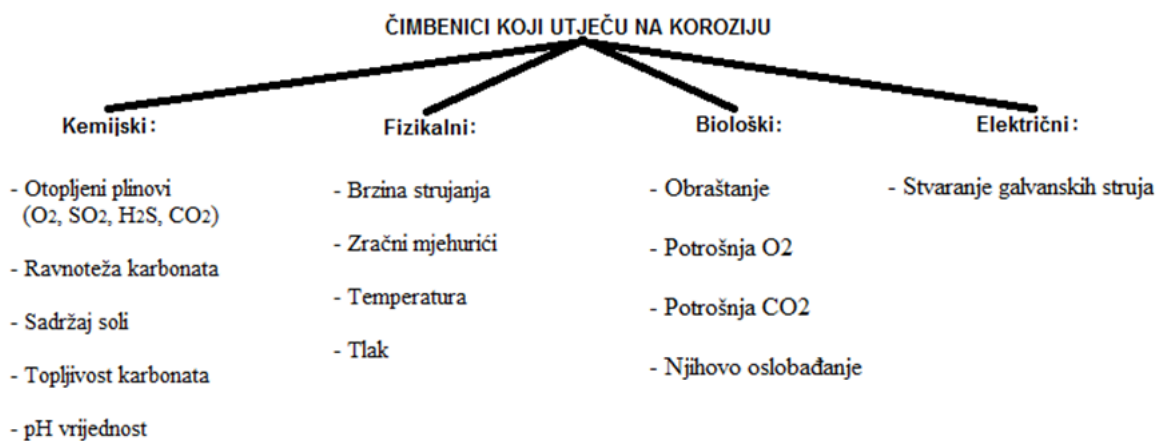 ČIMBENICI KOJI UTJEČU NA KOROZIJU
Kemijski:
- Otopljeni plinovi
(O2, SO2, H2S, CO2)
- Ravnoteža karbonata
- Sadržaj soli
- Topljivost karbonata
- pH vrijednost
Fizikalni:
- Brzina strujanja
- Zračni mjehurići
- Temperatura
- Tlak
Biološki:
- Obraštanje
- Potrošnja O2
- Potrošnja CO2
- Njihovo oslobađanje
Električni:
- Stvaranje galvanskih struja